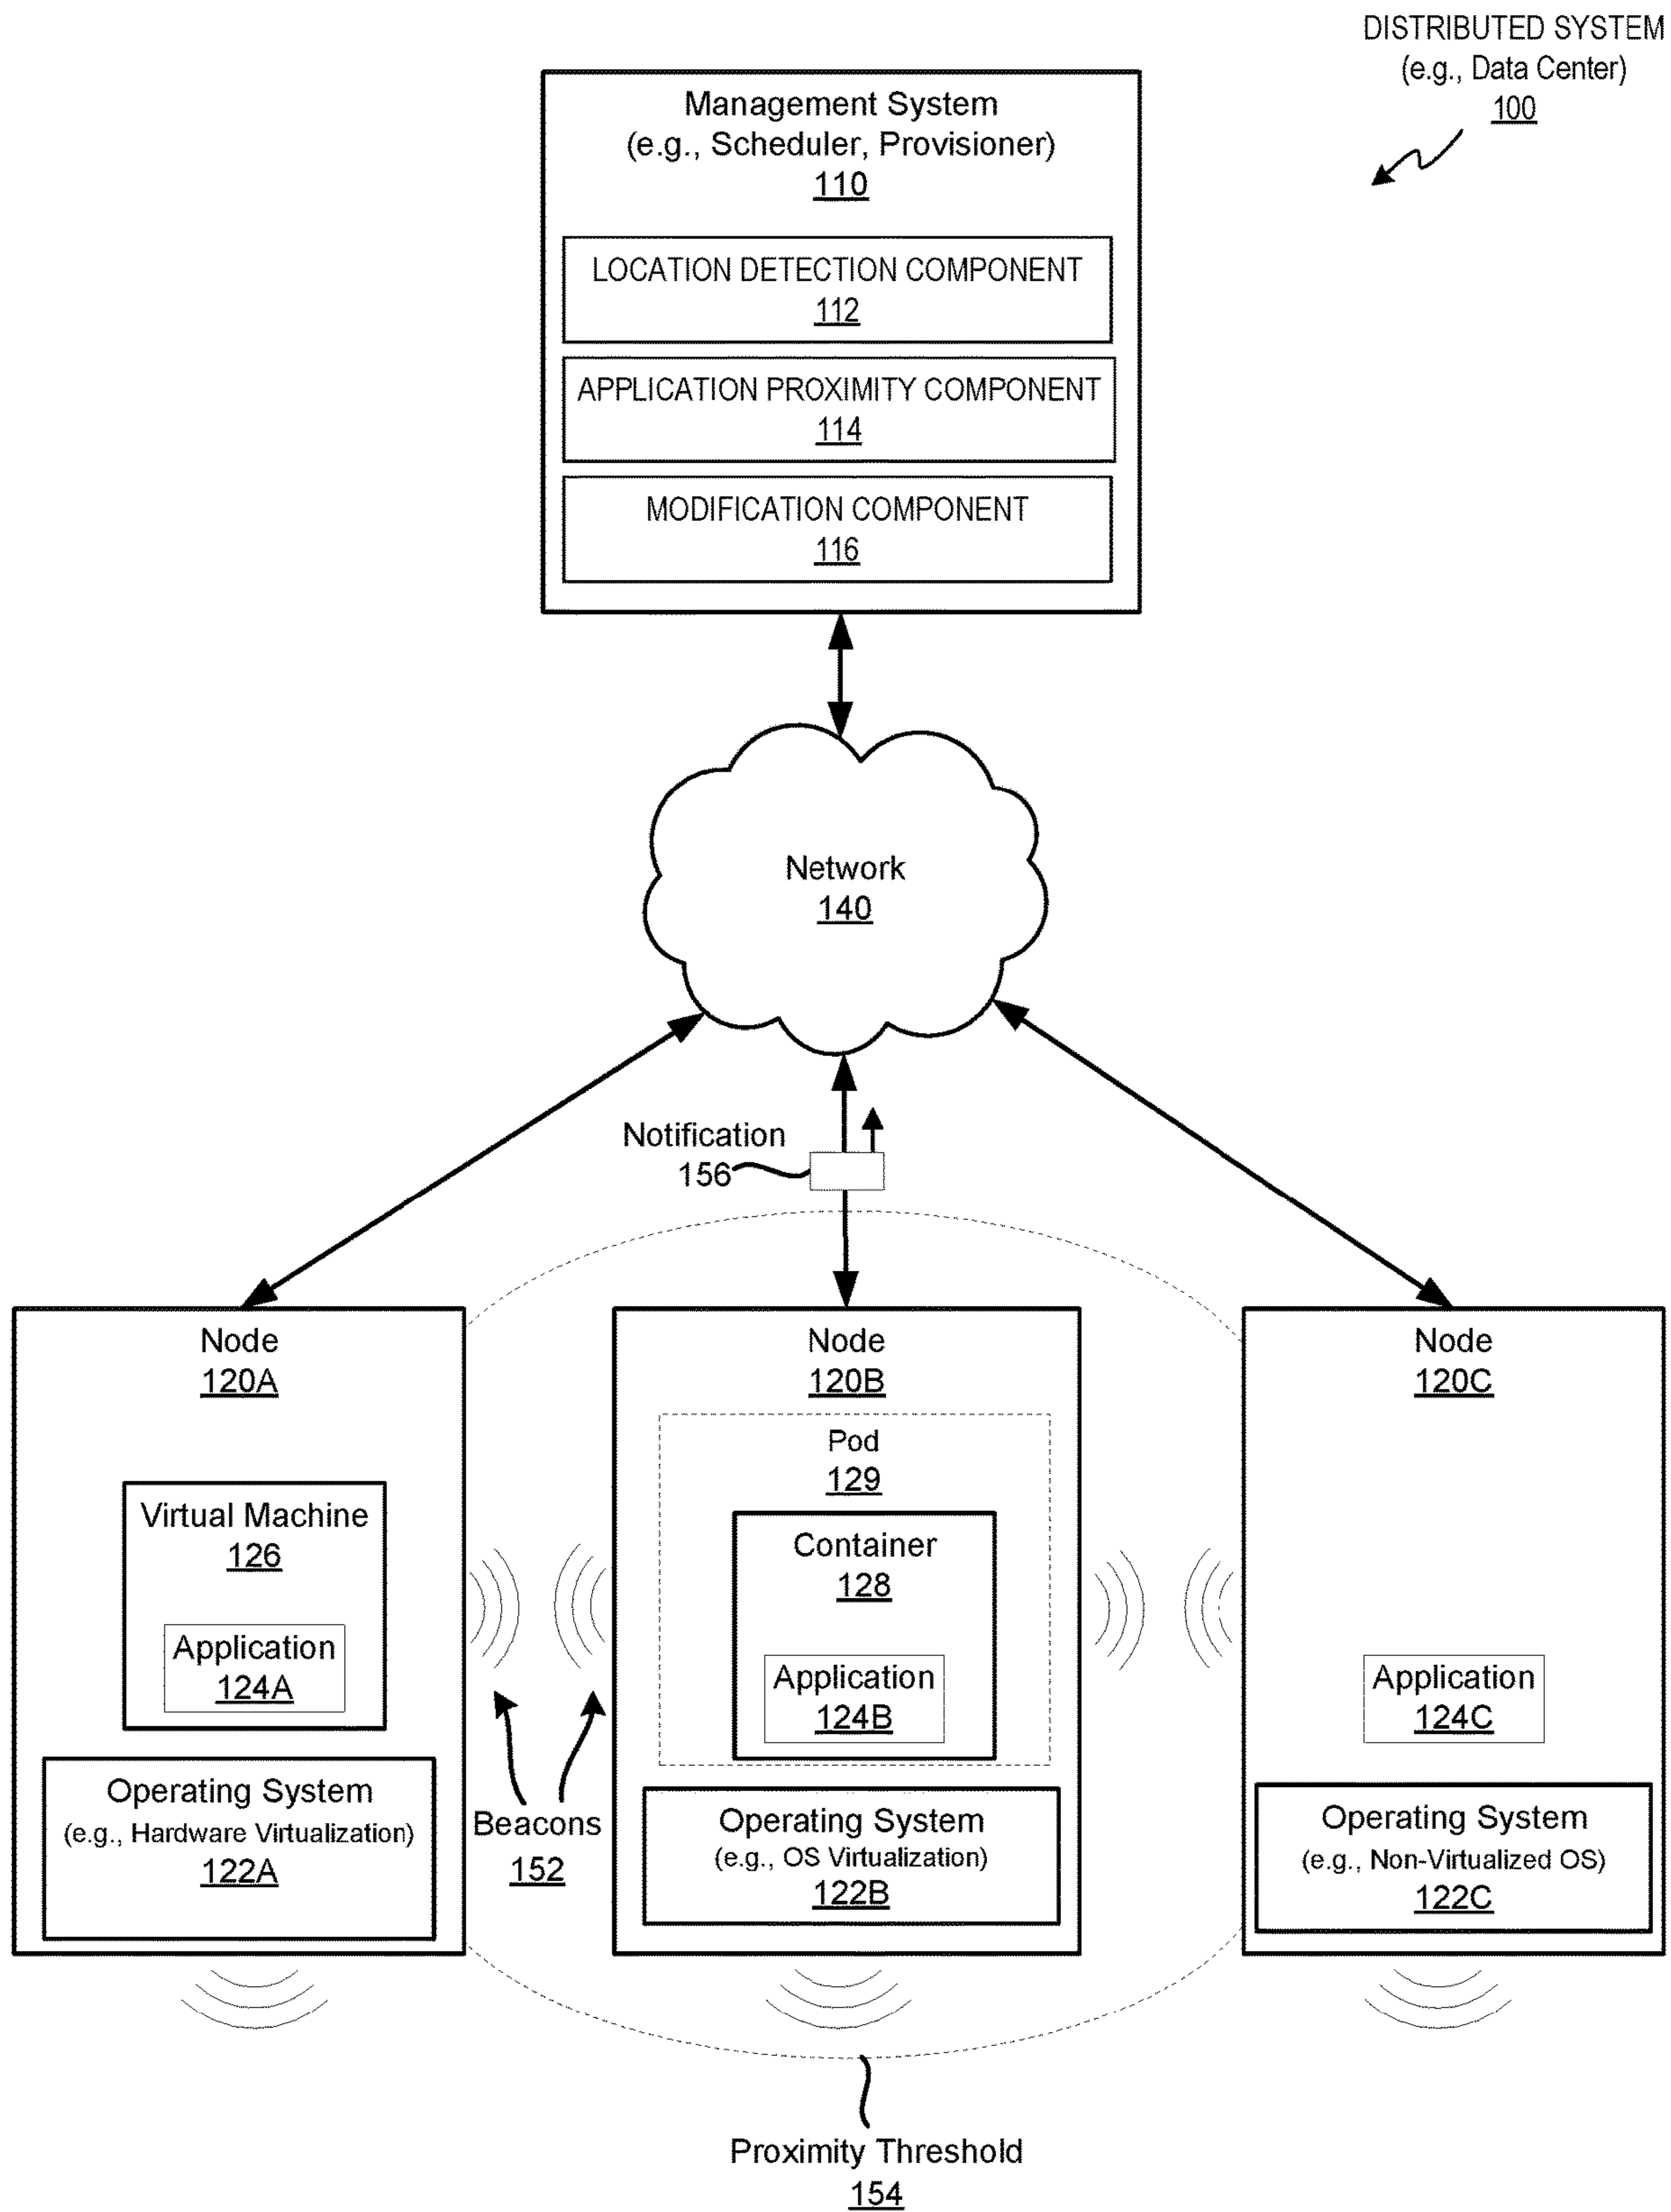 DISTRIBUTED SYSTEM
(e.g., Data Center)
100
Management System
(e.g., Scheduler, Provisioner)
110
LOCATION DETECTION COMPONENT
112
APPLICATION PROXIMITY COMPONENT
114
MODIFICATION COMPONENT
116
Network
140
Notification
156
Node
120A
Virtual Machine
126
Application
124A
Operating System
(e.g., Hardware Virtualization)
122A
Beacons
152
Node
120B
Pod
129
Container
128
Application
124B
Operating System
(e.g., OS Virtualization)
122B
Node
120C
Application
124C
Operating System
(e.g., Non-Virtualized OS)
122C
Proximity Threshold
154